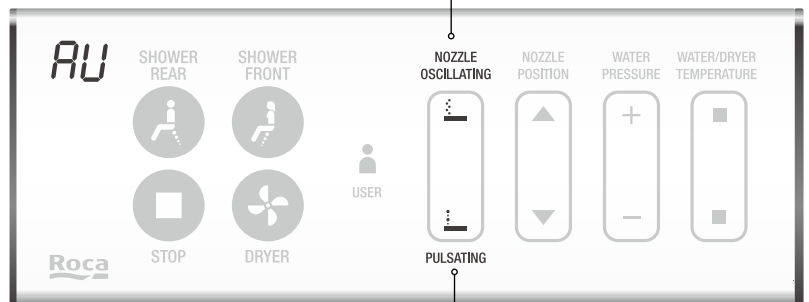 AU
SHOWER
REAR
SHOWER
FRONT
NOZZLE
OSCILLATING
NOZZLE
POSITION
WATER
PRESSURE
WATER/DRYER
TEMPERATURE
USER
STOP
DRYER
PULSATING
Roca